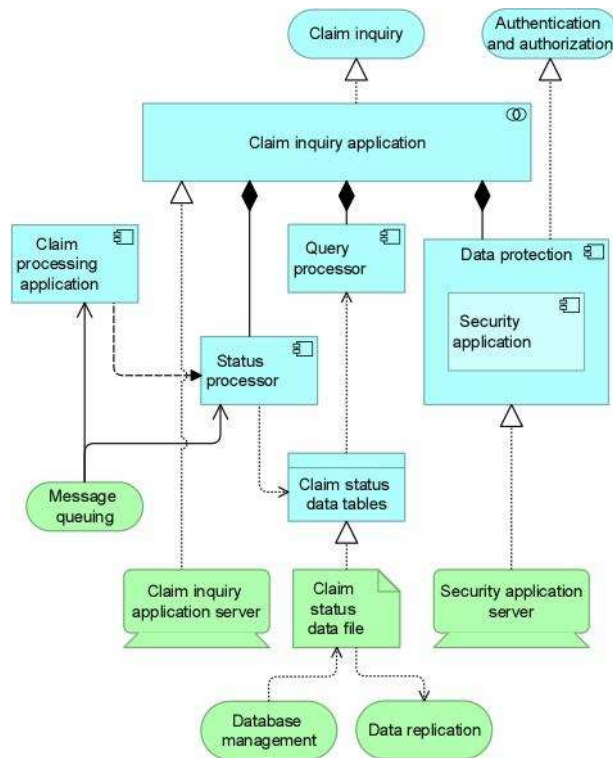 Claim inquiry
Authentication
and authorization
Claim inquiry application
Claim
processing
application
Query
processor
Data protection
Security
application
Status
processor
Claim status
data tables
Message
queuing
Claim inquiry
application server
Claim
status
data file
Security application
server
Database
management
Data replication